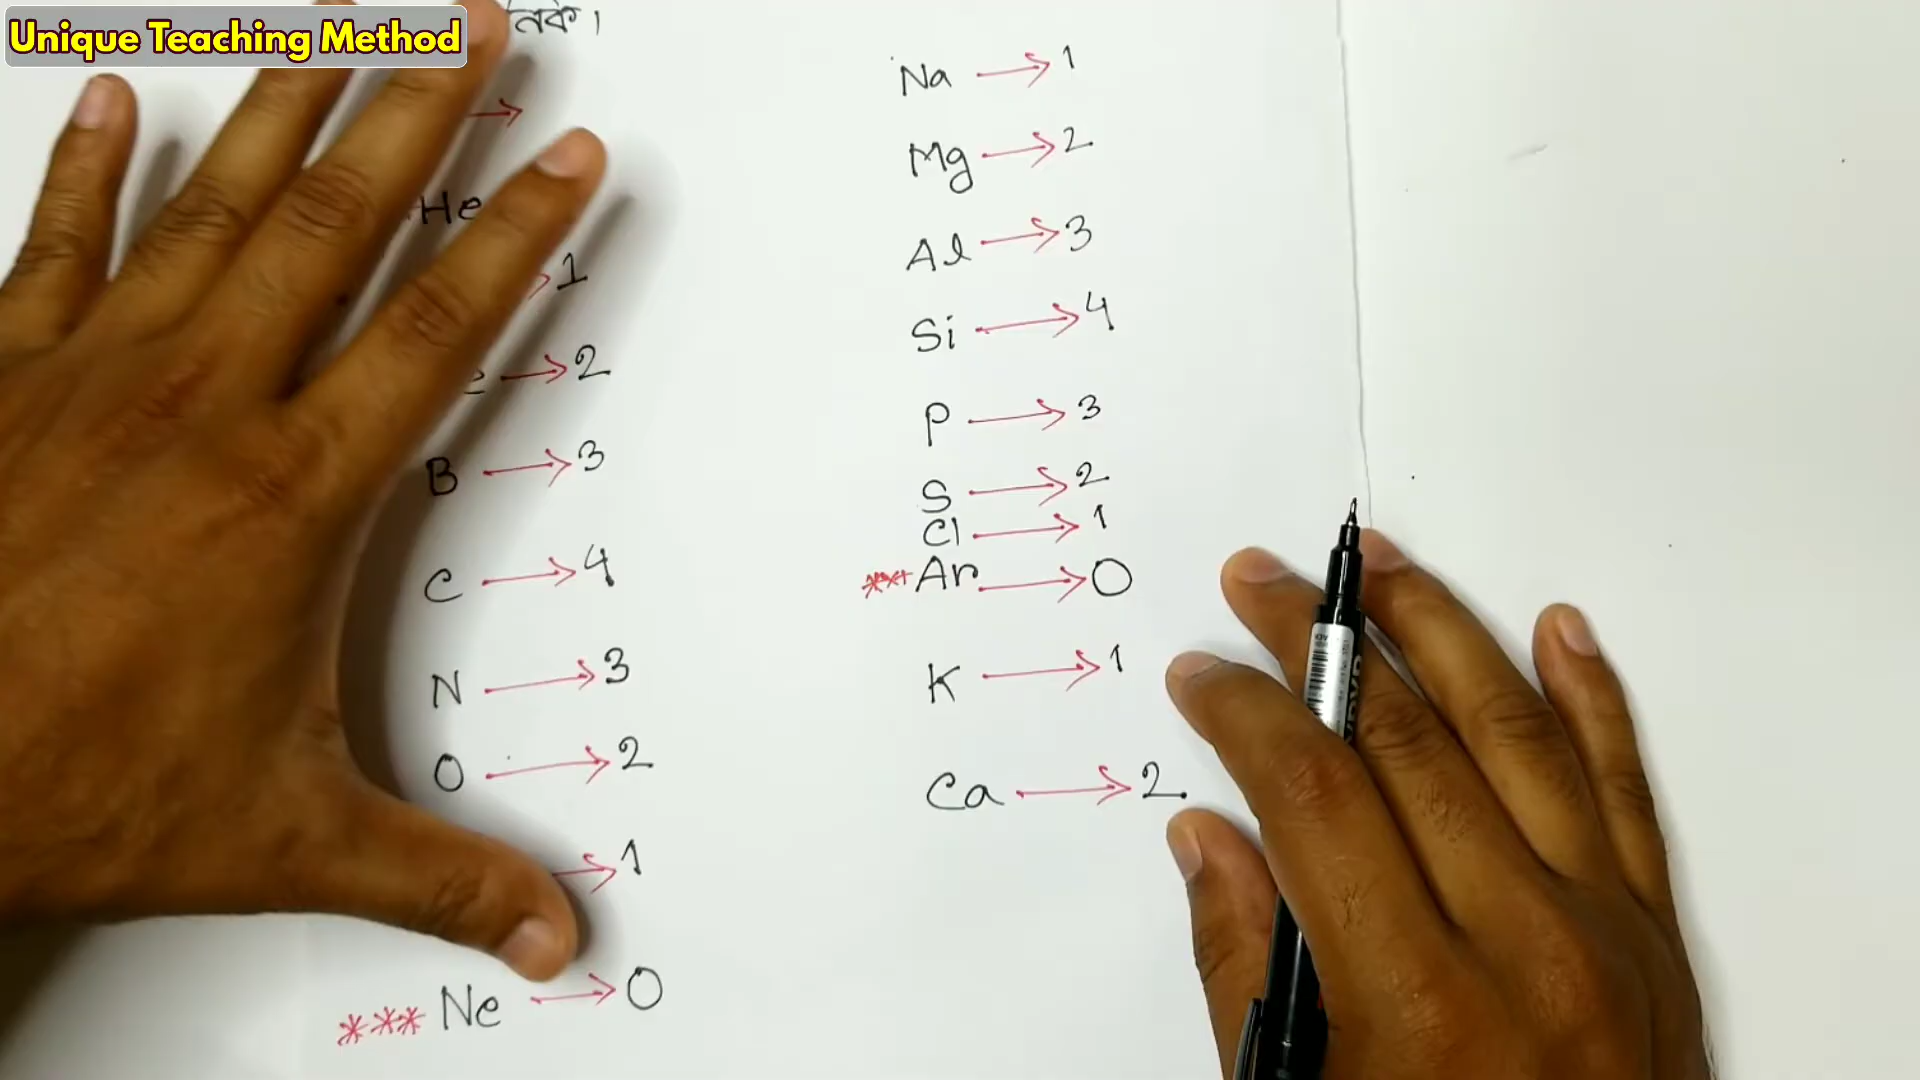 Unique Teaching Method
→
He
→ 1
→ 2
B → 3
C → 4
N → 3
O → 2
→ 1
*** Ne → 0
Na → 1
Mg → 2
Al → 3
Si → 4
P → 3
S → 2
Cl → 1
*** Ar → 0
K → 1
Ca → 2